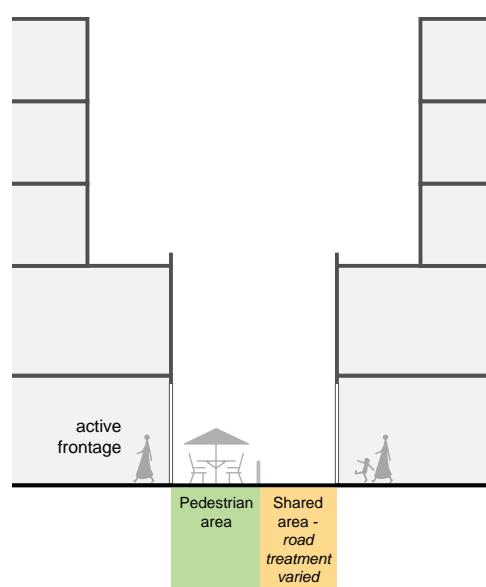 active
frontage
Pedestrian
area
Shared
area -
road
treatment
varied